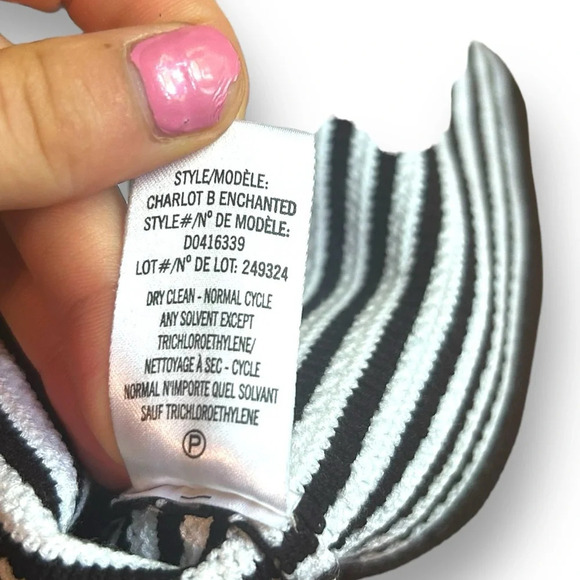 STYLE/MODÈLE:
CHARLOT B ENCHANTED
STYLE#/Nº DE MODÈLE:
D0416339
LOT#/Nº DE LOT: 249324
DRY CLEAN - NORMAL CYCLE
ANY SOLVENT EXCEPT
TRICHLOROETHYLENE/
NETTOYAGE À SEC - CYCLE
NORMAL N'IMPORTE QUEL SOLVANT
SAUF TRICHLOROETHYLENE
P